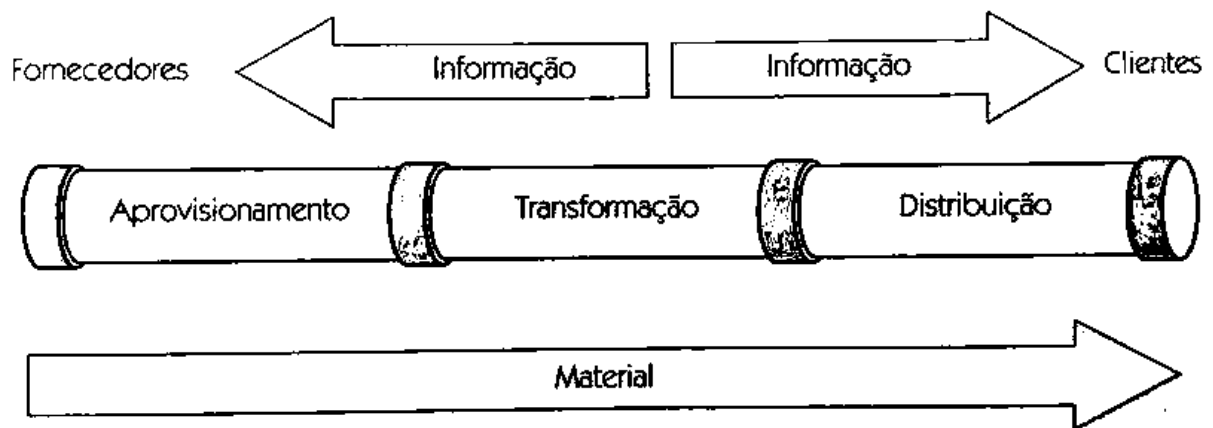 Fornecedores
Informação
Informação
Clientes
Aprovisionamento
Transformação
Distribuição
Material